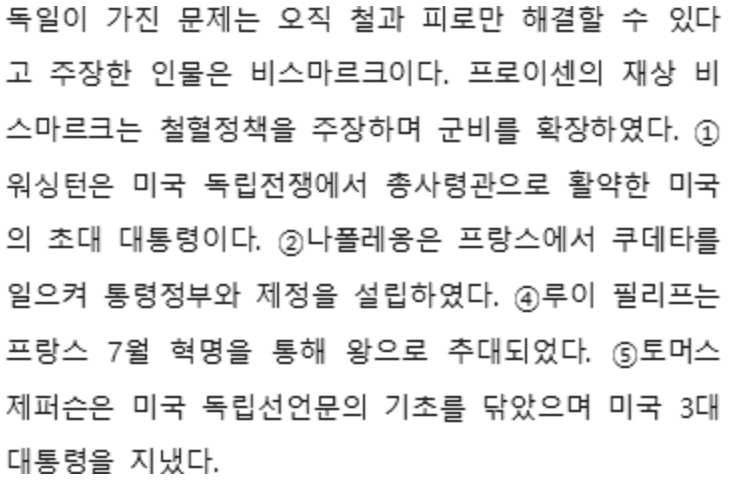 독일이 가진 문제는 오직 철과 피로만 해결할 수 있다
고 주장한 인물은 비스마르크이다. 프로이센의 재상 비
스마르크는 철혈정책을 주장하며 군비를 확장하였다. ①
워싱턴은 미국 독립전쟁에서 총사령관으로 활약한 미국
의 초대 대통령이다. ②나폴레옹은 프랑스에서 쿠데타를
일으켜 통령정부와 제정을 설립하였다. ④루이 필리프는
프랑스 7월 혁명을 통해 왕으로 추대되었다. ⑤토머스
제퍼슨은 미국 독립선언문의 기초를 닦았으며 미국 3대
대통령을 지냈다.